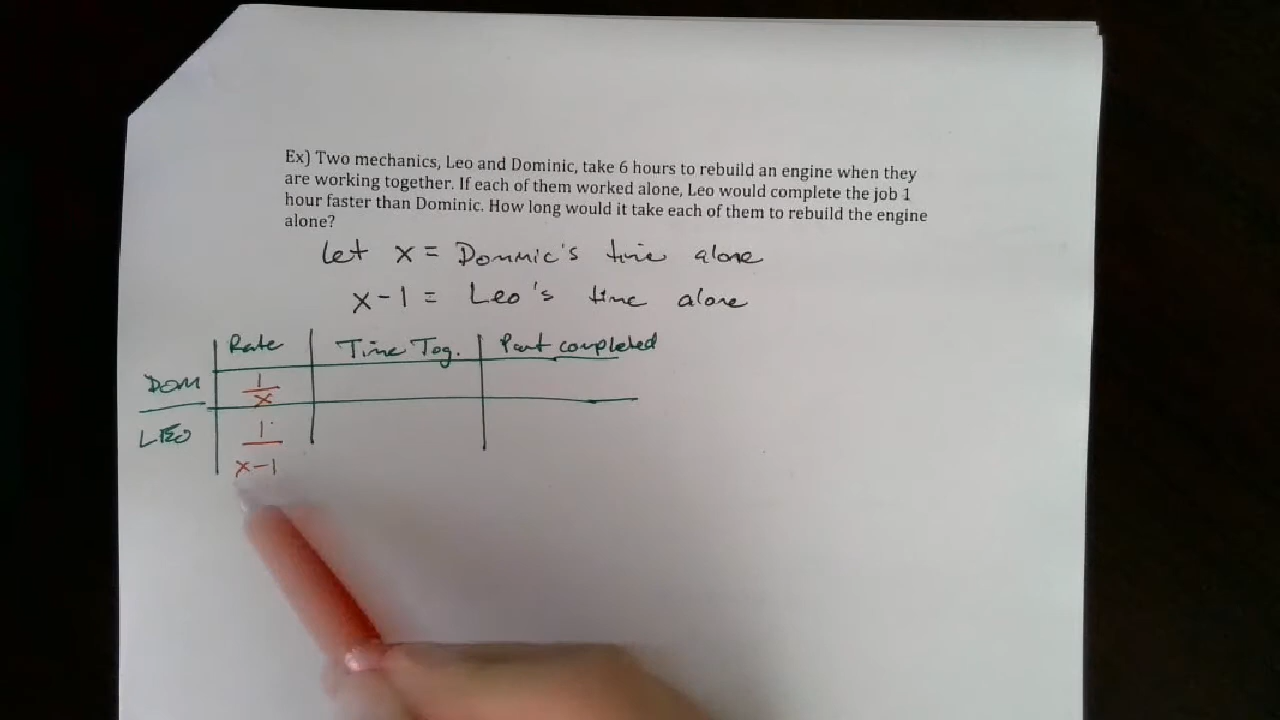 Ex) Two mechanics, Leo and Dominic, take 6 hours to rebuild an engine when they
are working together. If each of them worked alone, Leo would complete the job 1
hour faster than Dominic. How long would it take each of them to rebuild the engine
alone?
Let x = Dominic's time alone
x-1 = Leo's time alone
Rate Time Tog. Part completed
DOM 1/x
LEO 1/x-1